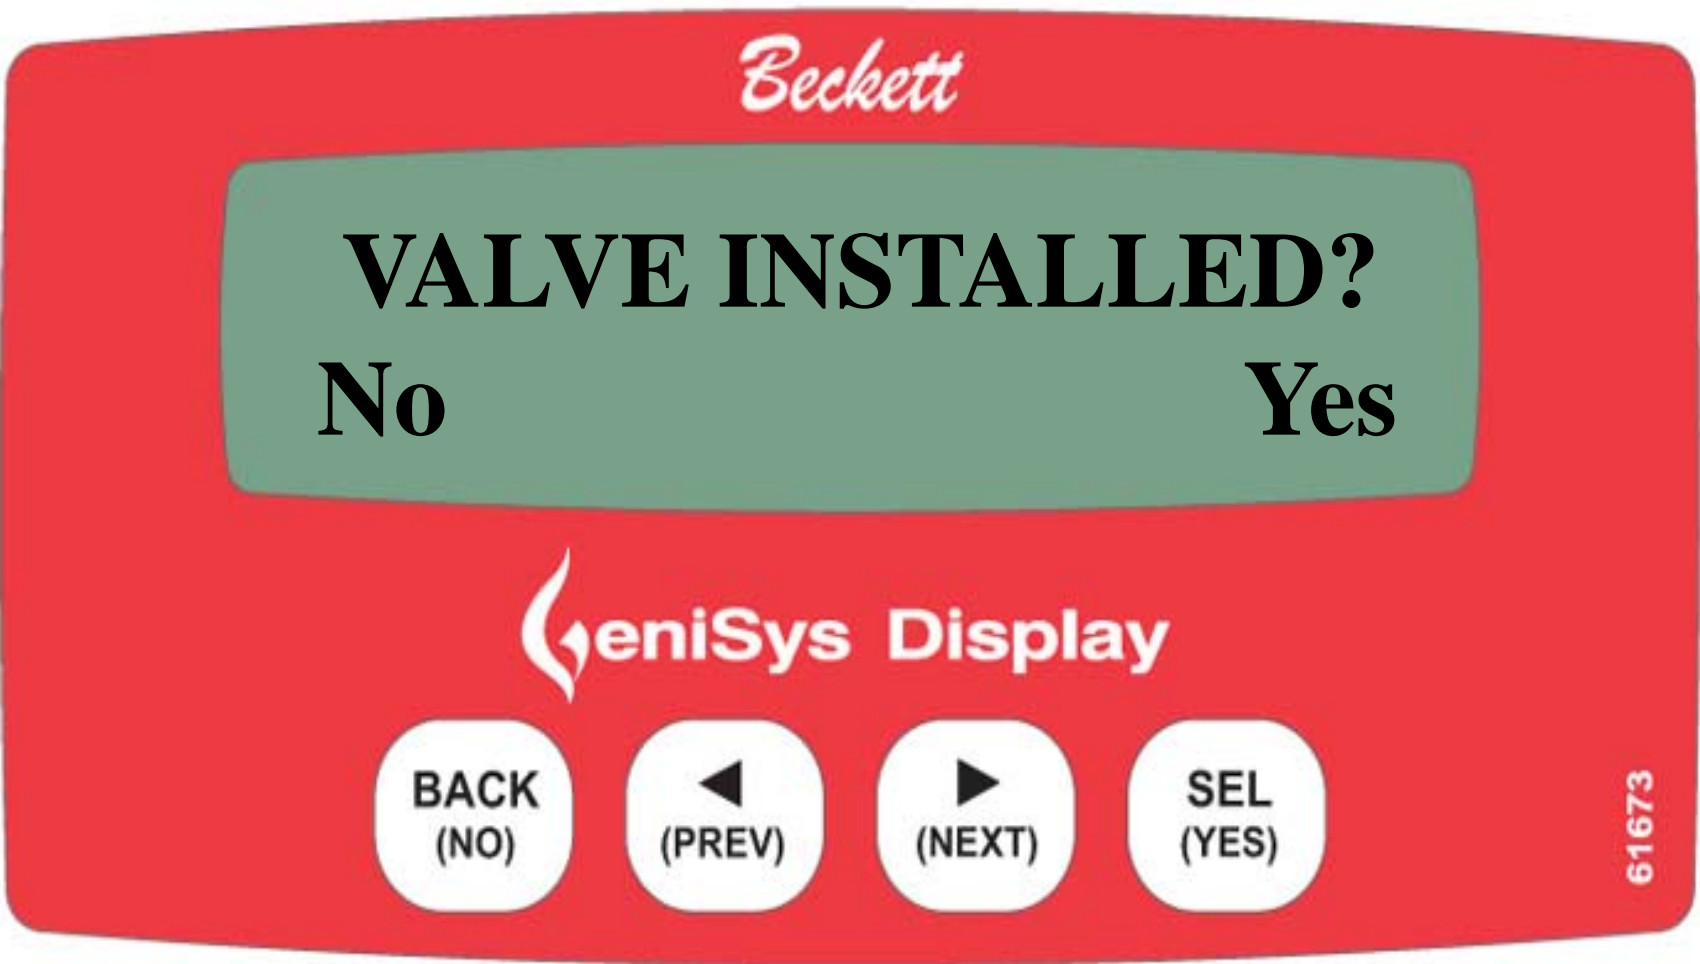 Beckett
VALVE INSTALLED?
No Yes
GeniSys Display
BACK
(NO)
◀
(PREV)
▶
(NEXT)
SEL
(YES)
61673